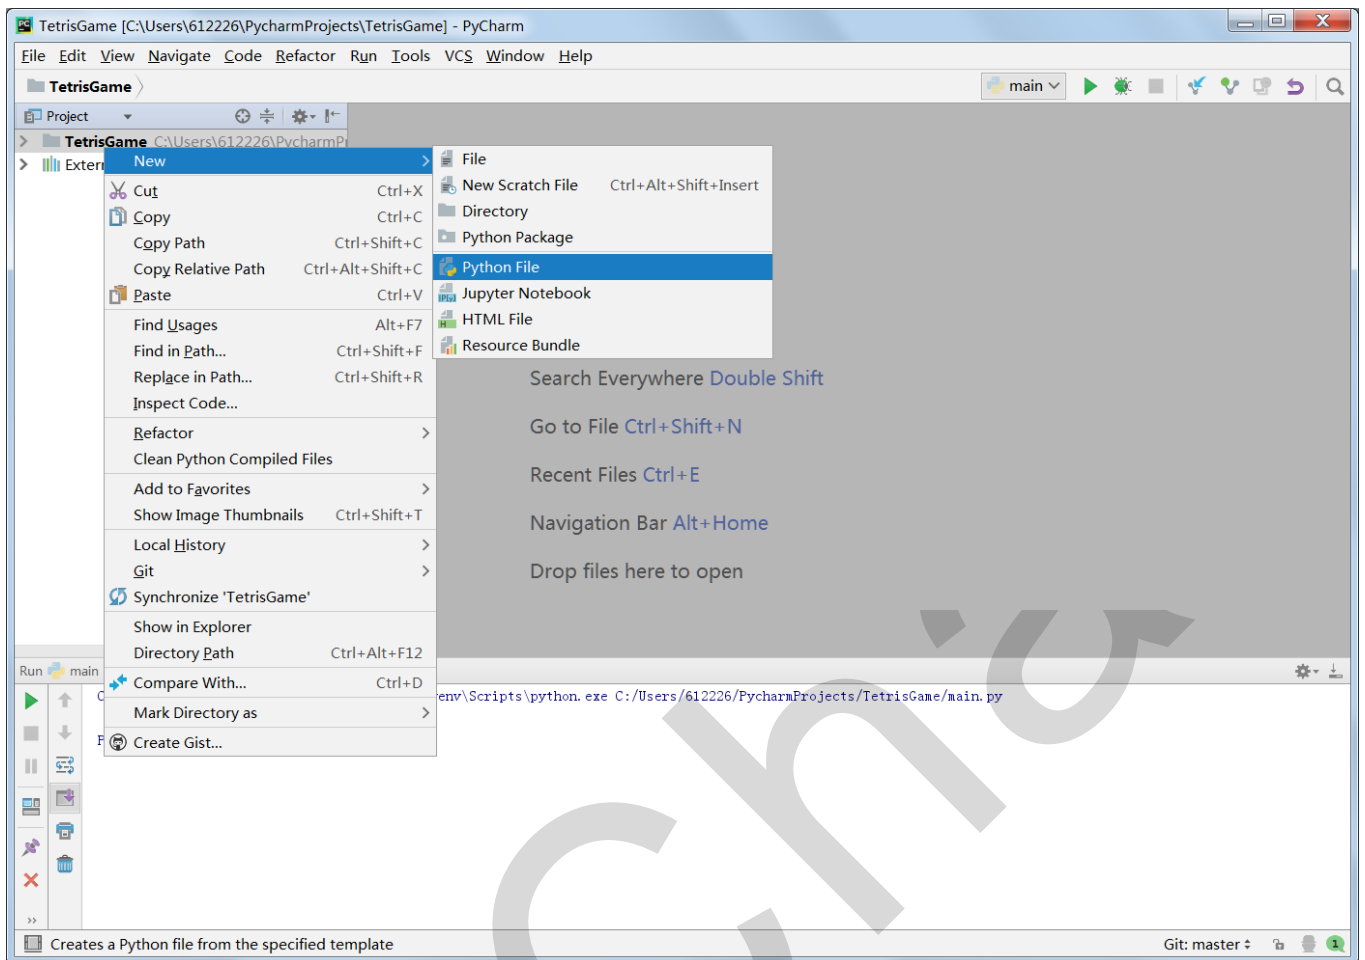 TetrisGame [C:\Users\612226\PycharmProjects\TetrisGame] - PyCharm
File Edit View Navigate Code Refactor Run Tools VCS Window Help
TetrisGame
main
Project
TetrisGame C:\Users\612226\PycharmPr
Extern
New
Cut Ctrl+X
Copy Ctrl+C
Copy Path Ctrl+Shift+C
Copy Relative Path Ctrl+Alt+Shift+C
Paste Ctrl+V
Find Usages Alt+F7
Find in Path... Ctrl+Shift+F
Replace in Path... Ctrl+Shift+R
Inspect Code...
Refactor
Clean Python Compiled Files
Add to Favorites
Show Image Thumbnails Ctrl+Shift+T
Local History
Git
Synchronize 'TetrisGame'
Show in Explorer
Directory Path Ctrl+Alt+F12
Compare With... Ctrl+D
Mark Directory as
Create Gist...
File
New Scratch File Ctrl+Alt+Shift+Insert
Directory
Python Package
Python File
Jupyter Notebook
HTML File
Resource Bundle
Search Everywhere Double Shift
Go to File Ctrl+Shift+N
Recent Files Ctrl+E
Navigation Bar Alt+Home
Drop files here to open
Run main
env\Scripts\python.exe C:/Users/612226/PycharmProjects/TetrisGame/main.py
Creates a Python file from the specified template
Git: master
1
Cha